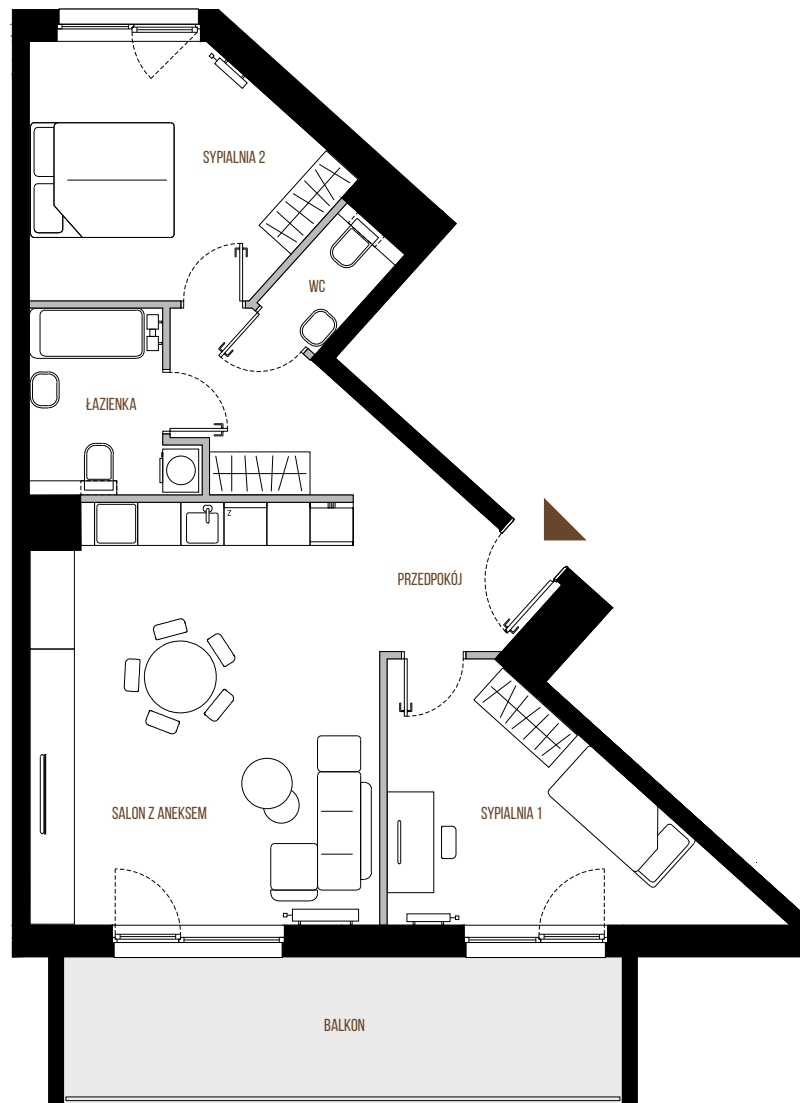 SYPIALNIA 2
WC
ŁAZIENKA
Z
PRZEDPOKÓJ
SALON Z ANEKSEM
SYPIALNIA 1
BALKON